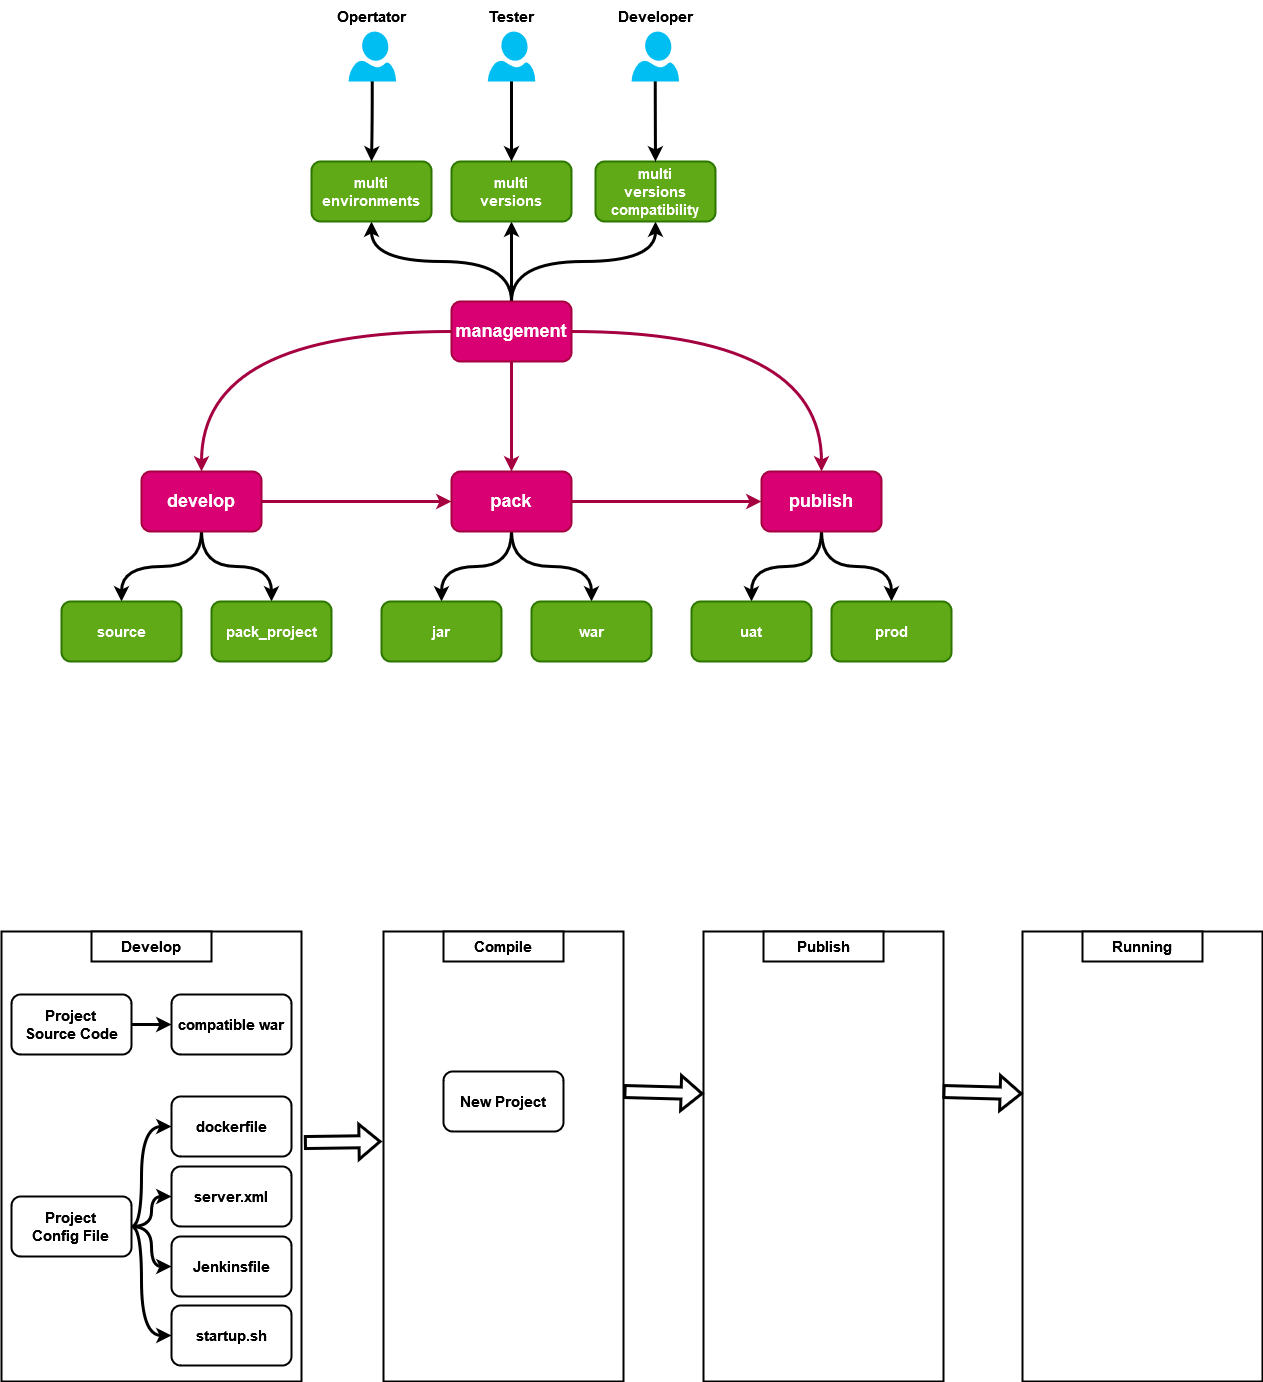 Opertator
Tester
Developer
multi
environments
multi
versions
multi
versions
compatibility
management
develop
pack
publish
source
pack_project
jar
war
uat
prod
Develop
Compile
Publish
Running
Project
Source Code
compatible war
New Project
dockerfile
server.xml
Project
Config File
Jenkinsfile
startup.sh